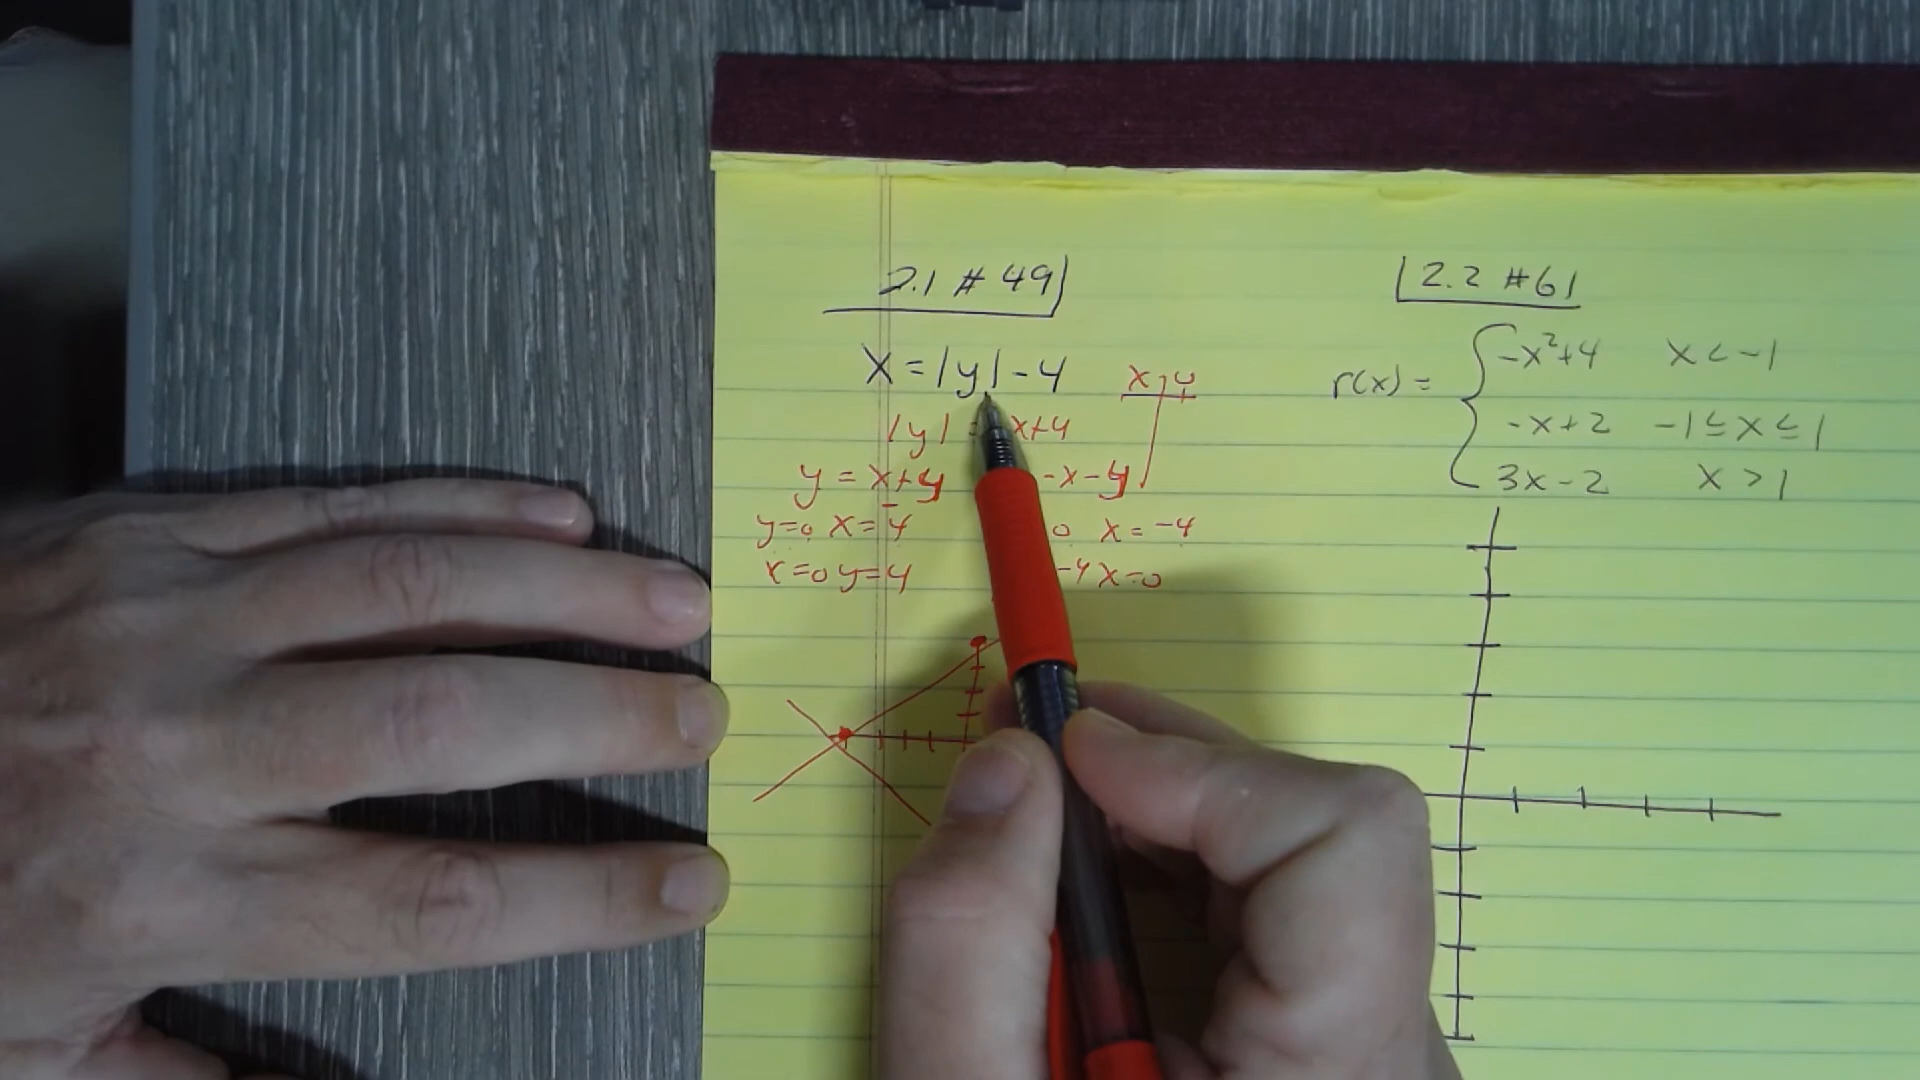 2.1 # 49
x = |y| - 4
x y
|y| = x+4
y = x+4 -x-4
y=0 x=-4 0 x=-4
x=0 y=4 -4 x=0
2.2 #61
r(x) = { -x²+4 x < -1
-x+2 -1 ≤ x ≤ 1
3x-2 x > 1